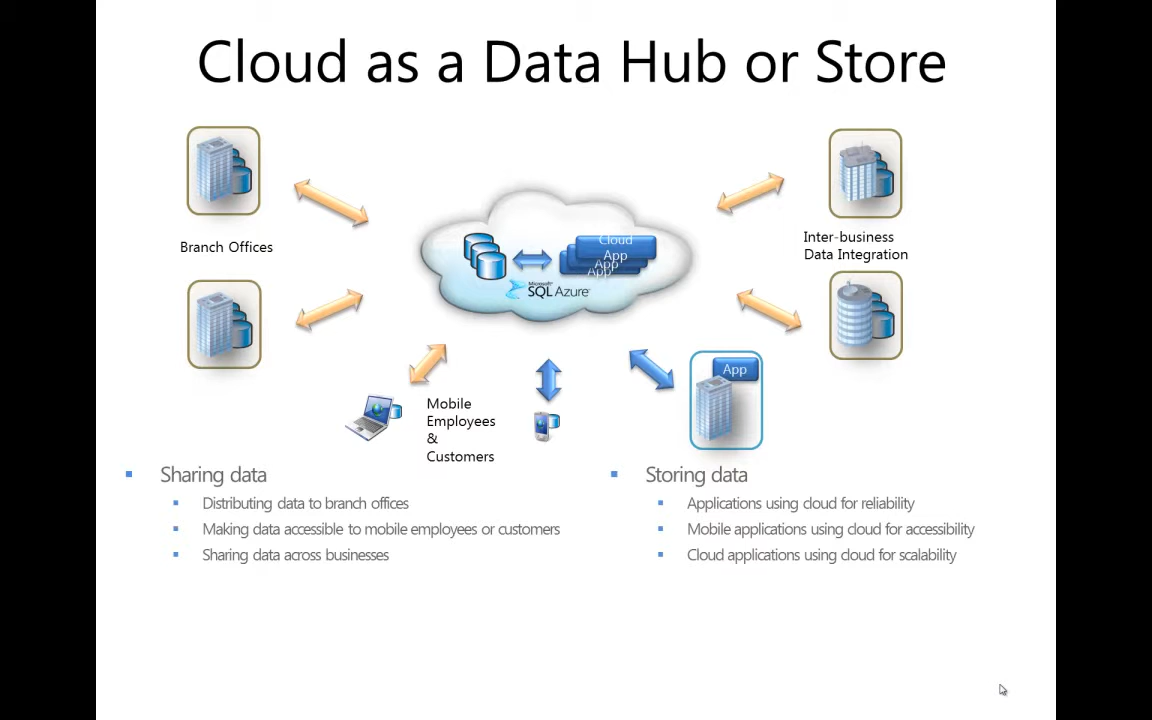 Cloud as a Data Hub or Store
Branch Offices
Inter-business
Data Integration
Cloud
App
App
App
Microsoft
SQL Azure
App
Mobile
Employees
&
Customers
Sharing data
Distributing data to branch offices
Making data accessible to mobile employees or customers
Sharing data across businesses
Storing data
Applications using cloud for reliability
Mobile applications using cloud for accessibility
Cloud applications using cloud for scalability